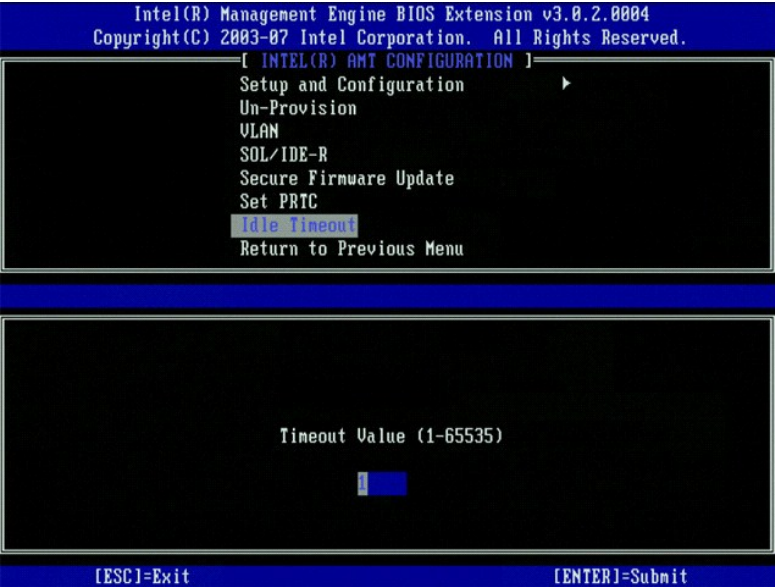 Intel(R) Management Engine BIOS Extension v3.0.2.0004
Copyright(C) 2003-07 Intel Corporation. All Rights Reserved.
[ INTEL(R) AMT CONFIGURATION ]
Setup and Configuration
Un-Provision
VLAN
SOL/IDE-R
Secure Firmware Update
Set PRTC
Idle Timeout
Return to Previous Menu
Timeout Value (1-65535)
1
[ESC]=Exit [ENTER]=Submit